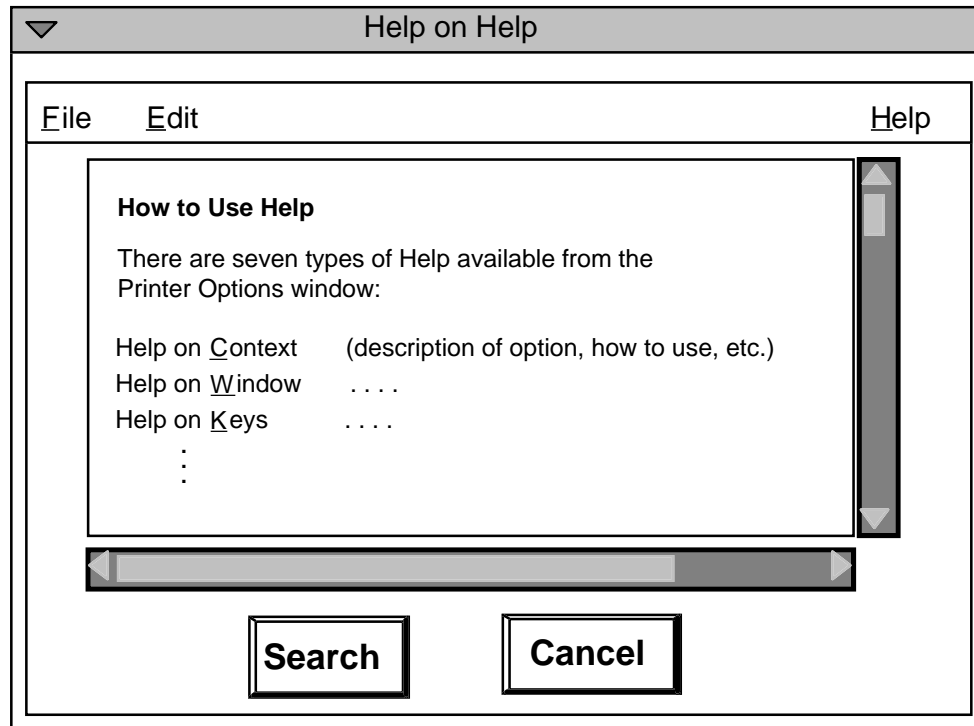 Help on Help
File Edit Help
How to Use Help
There are seven types of Help available from the
Printer Options window:
Help on Context (description of option, how to use, etc.)
Help on Window . . . .
Help on Keys . . . .
.
.
.
Search Cancel